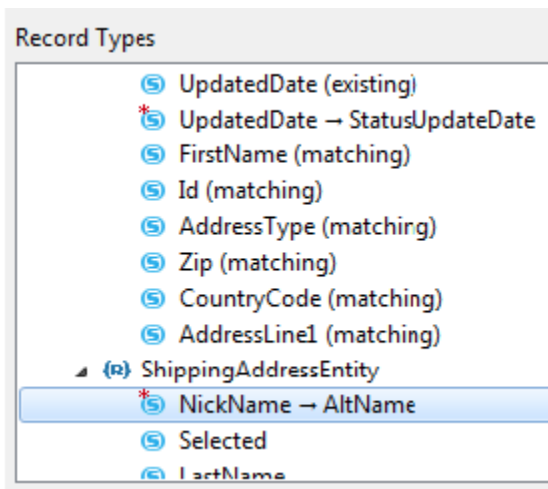 Record Types
UpdatedDate (existing)
UpdatedDate → StatusUpdateDate
FirstName (matching)
Id (matching)
AddressType (matching)
Zip (matching)
CountryCode (matching)
AddressLine1 (matching)
{R} ShippingAddressEntity
NickName → AltName
Selected
LastName